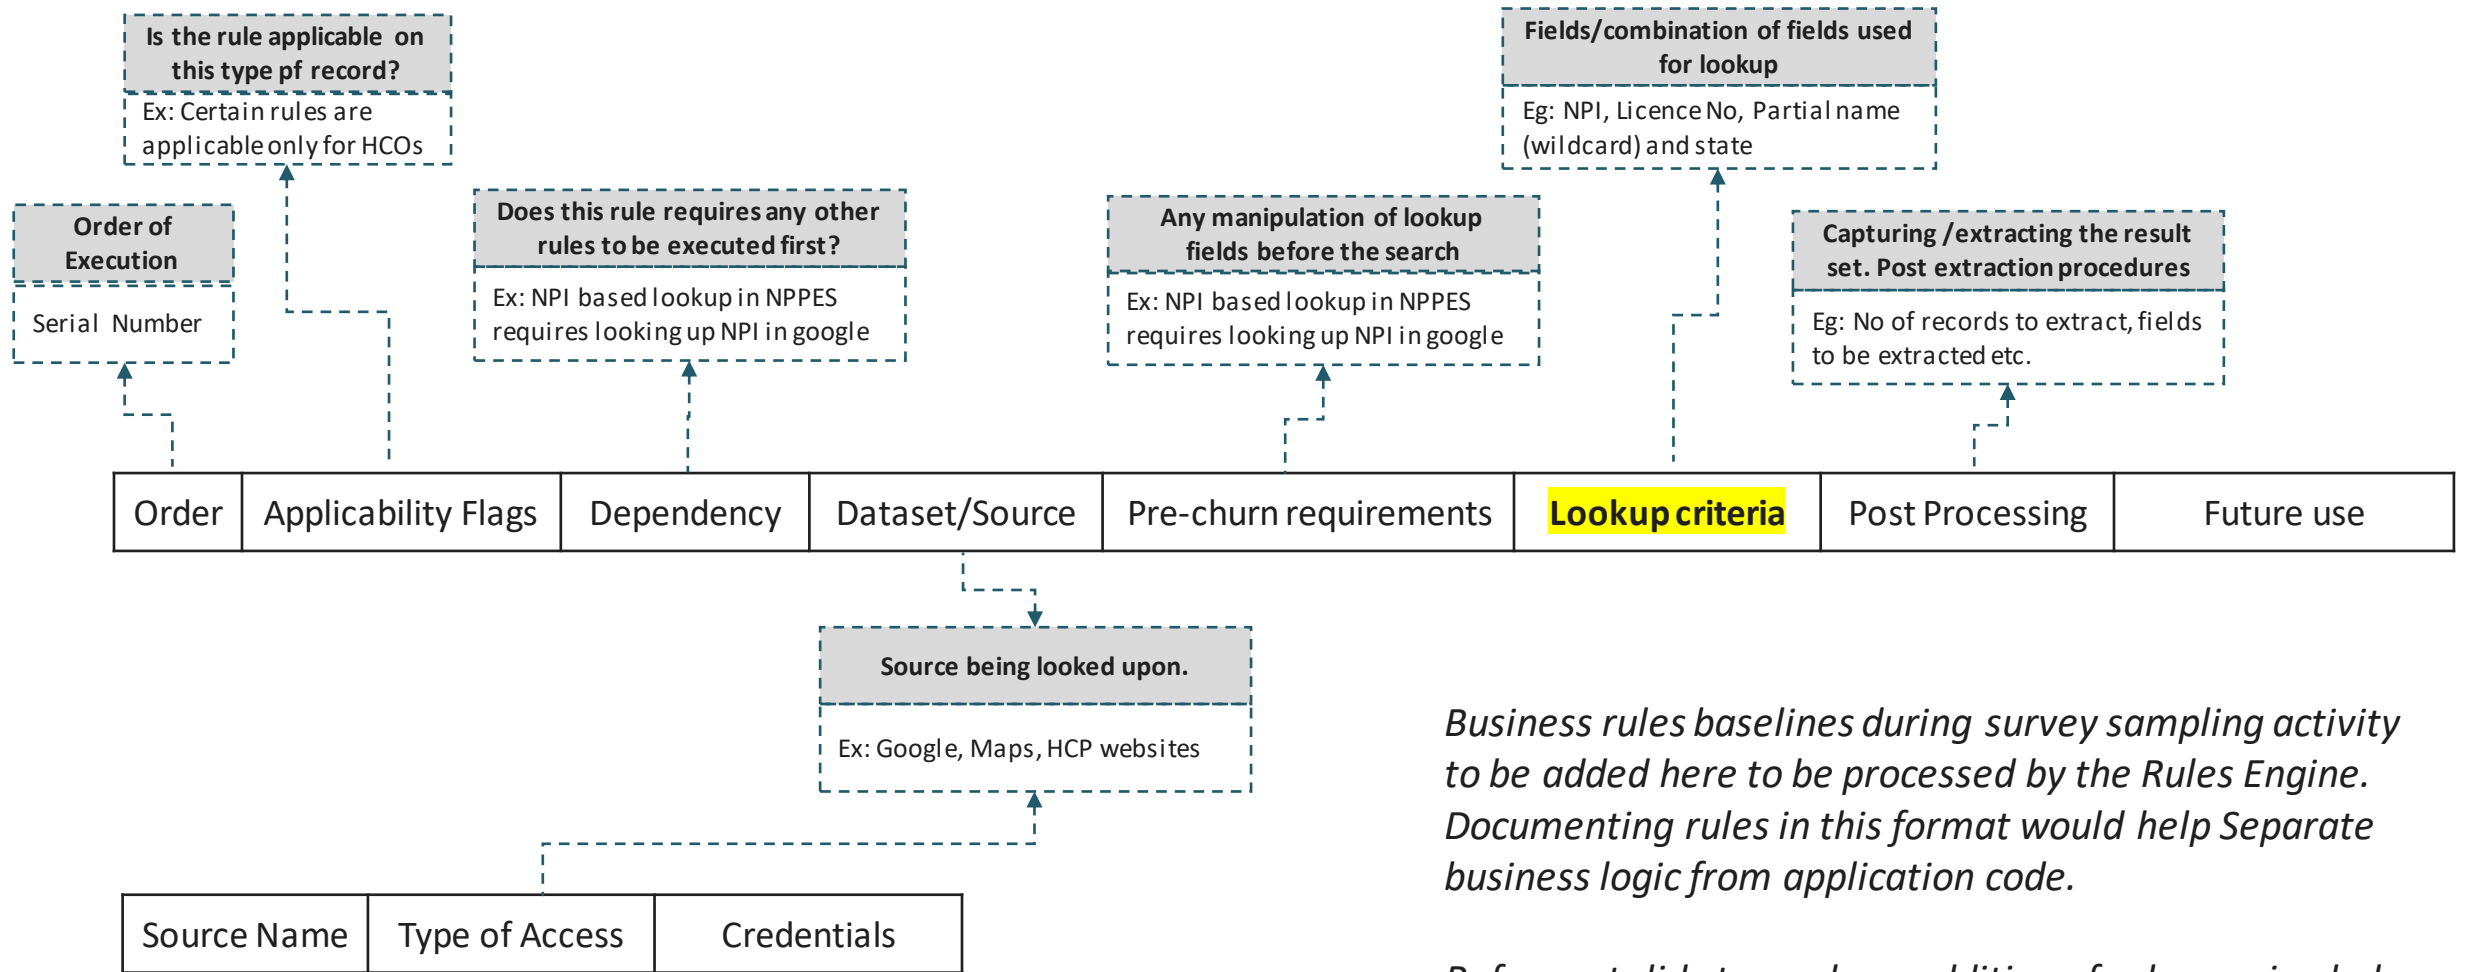 Is the rule applicable on
this type pf record?
Ex: Certain rules are
applicable only for HCOs
Fields/combination of fields used
for lookup
Eg: NPI, Licence No, Partial name
(wildcard) and state
Order of
Execution
Serial Number
Does this rule requires any other
rules to be executed first?
Ex: NPI based lookup in NPPES
requires looking up NPI in google
Any manipulation of lookup
fields before the search
Ex: NPI based lookup in NPPES
requires looking up NPI in google
Capturing /extracting the result
set. Post extraction procedures
Eg: No of records to extract, fields
to be extracted etc.
Order
Applicability Flags
Dependency
Dataset/Source
Pre-churn requirements
Lookup criteria
Post Processing
Future use
Source being looked upon.
Ex: Google, Maps, HCP websites
Source Name
Type of Access
Credentials
Business rules baselines during survey sampling activity
to be added here to be processed by the Rules Engine.
Documenting rules in this format would help Separate
business logic from application code.